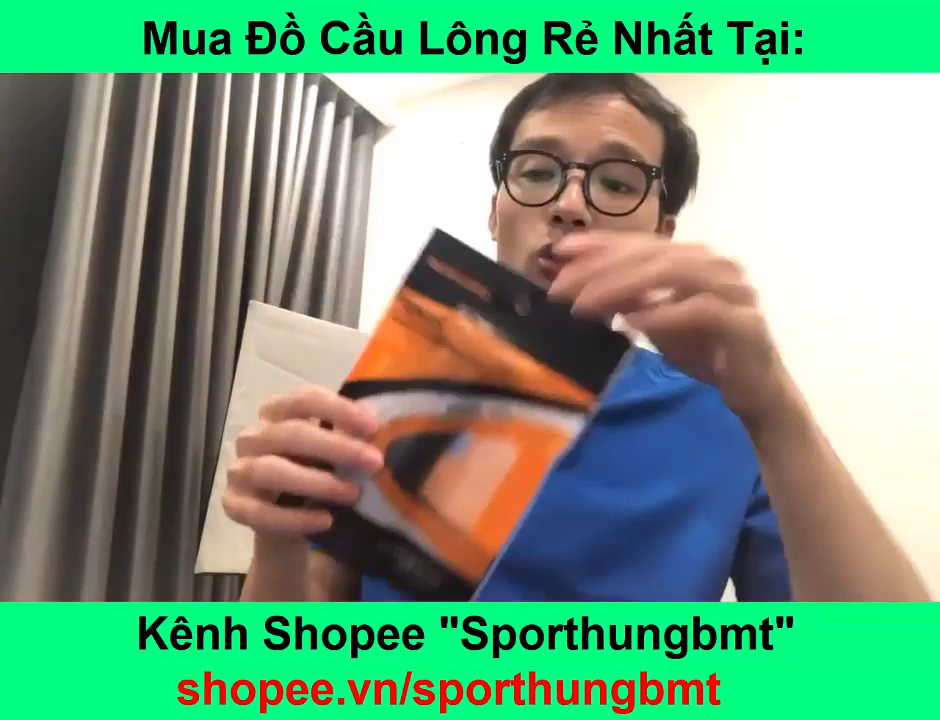 Mua Đồ Cầu Lông Rẻ Nhất Tại:
Kênh Shopee "Sporthungbmt"
shopee.vn/sporthungbmt